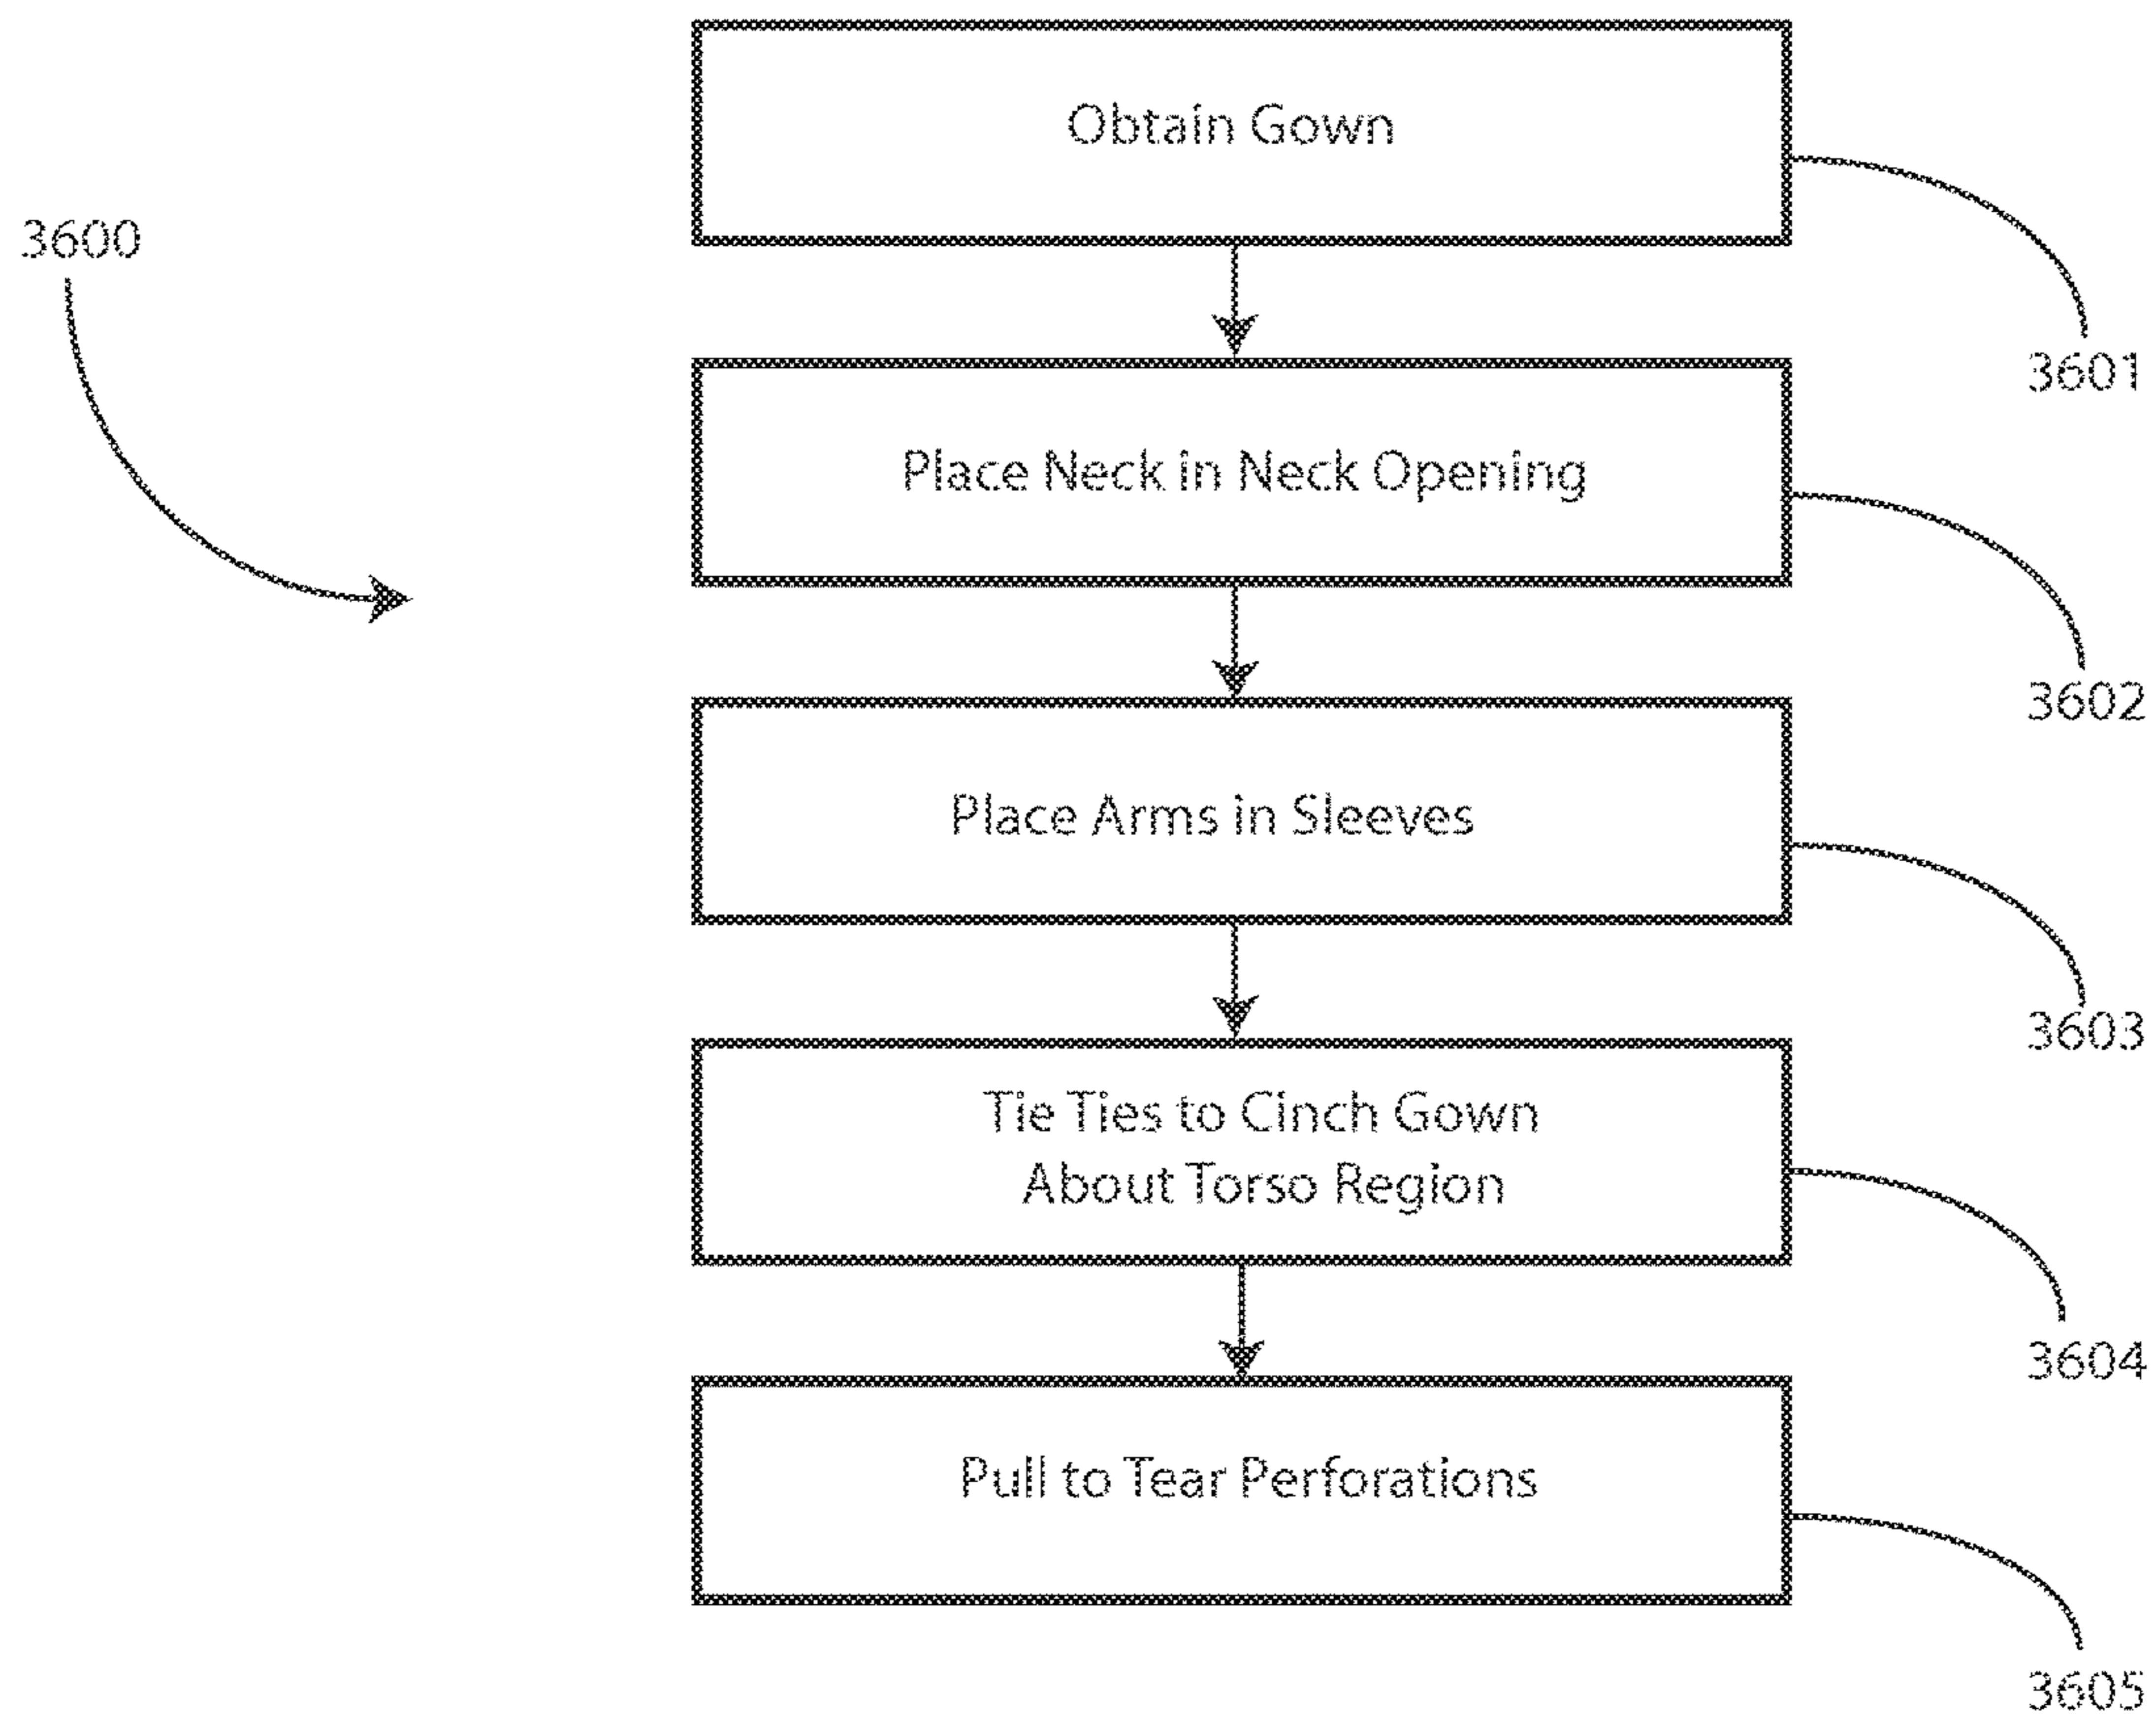 Obtain Gown
3600
3601
Place Neck in Neck Opening
3602
Place Arms in Sleeves
3603
Tie Ties to Cinch Gown
About Torso Region
3604
Pull to Tear Perforations
3605